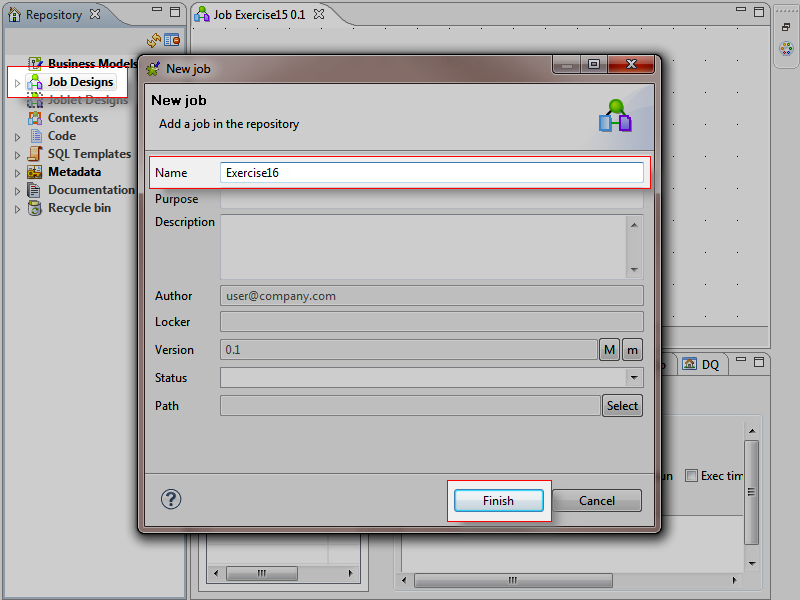 Repository
Job Exercise15 0.1
Business Models
Job Designs
Joblet Designs
Contexts
Code
SQL Templates
Metadata
Documentation
Recycle bin
New job
New job
Add a job in the repository
Name Exercise16
Purpose
Description
Author user@company.com
Locker
Version 0.1 M m
Status
Path Select
? Finish Cancel
DQ
Exec tim